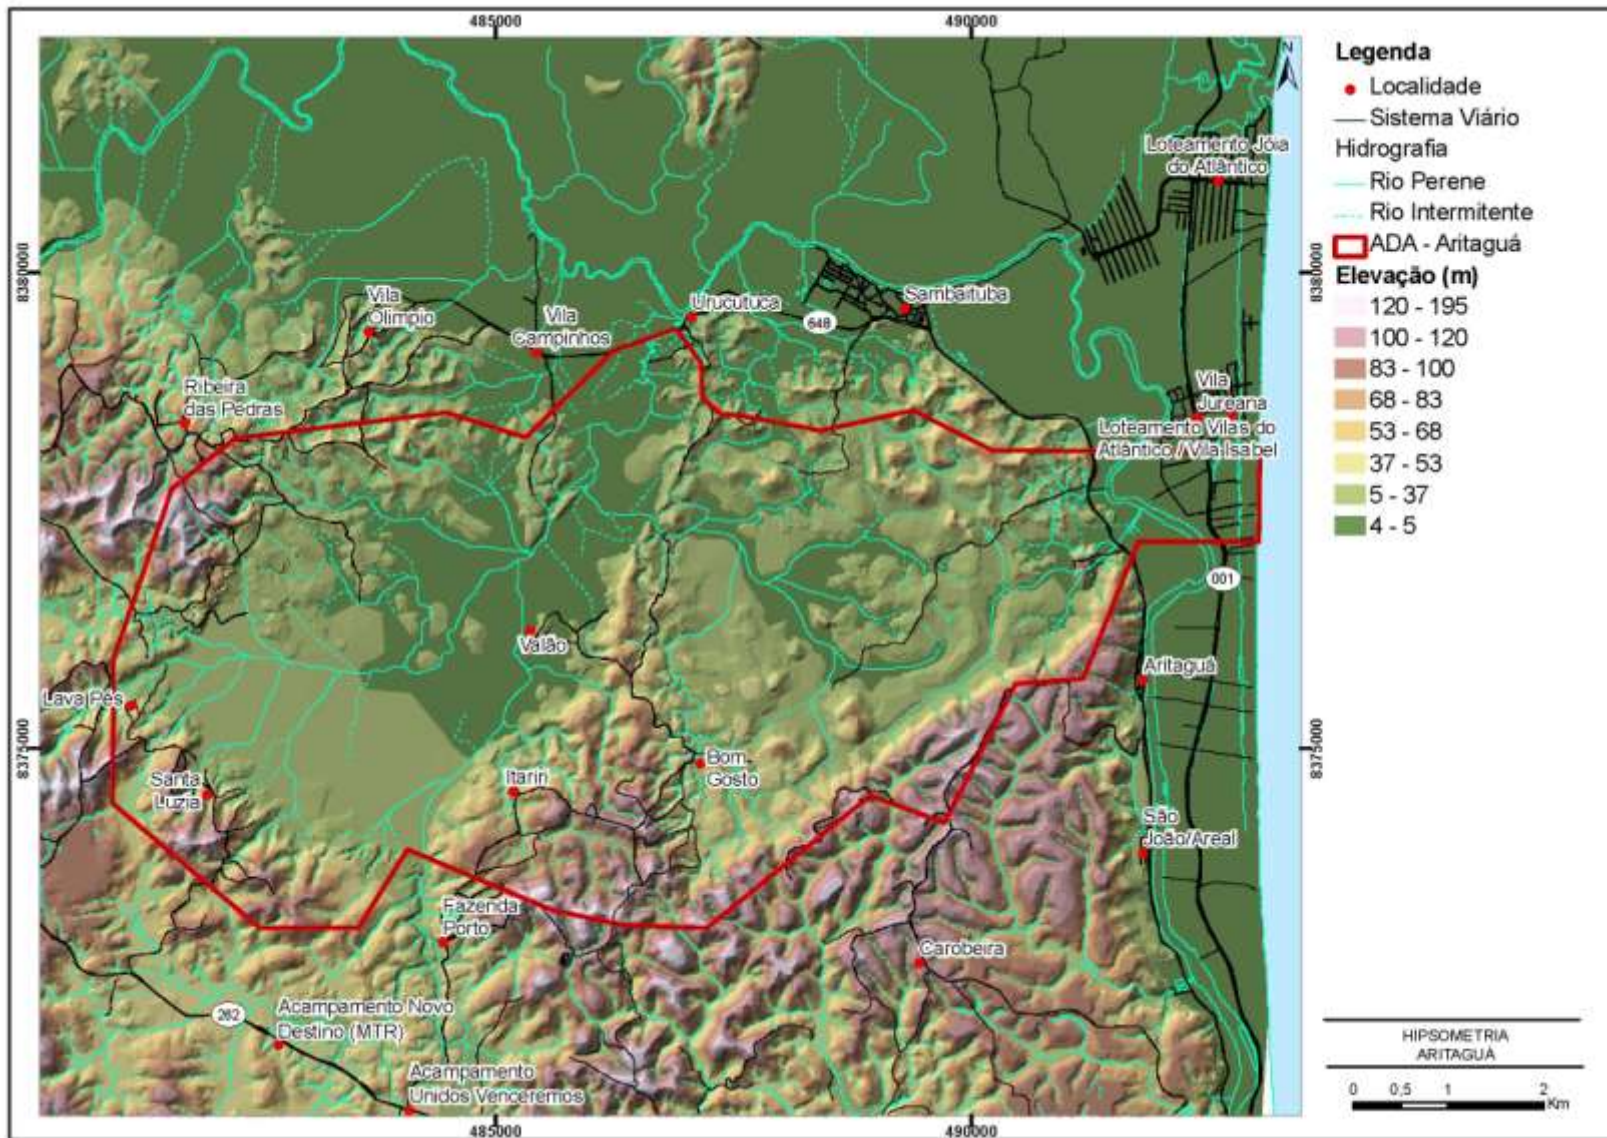 485000
490000
N
Loteamento Jóia
do Atlântico
8380000
8380000
Vila
Olimpio
Vila
Campinhos
Urucutuca
648
Sambaituba
Ribeira
das Pedras
Vila
Jureana
Loteamento Vilas do
Atlântico / Vila Isabel
001
Valão
Aritaguá
Lava Pés
8375000
8375000
Santa
Luzia
Itariri
Bom
Gosto
São
João/Areal
Fazenda
Porto
Carobeira
262
Acampamento Novo
Destino (MTR)
Acampamento
Unidos Venceremos
485000
490000
Legenda
Localidade
Sistema Viário
Hidrografia
Rio Perene
Rio Intermitente
ADA - Aritaguá
Elevação (m)
120 - 195
100 - 120
83 - 100
68 - 83
53 - 68
37 - 53
5 - 37
4 - 5
HIPSOMETRIA
ARITAGUÁ
0 0,5 1 2
Km